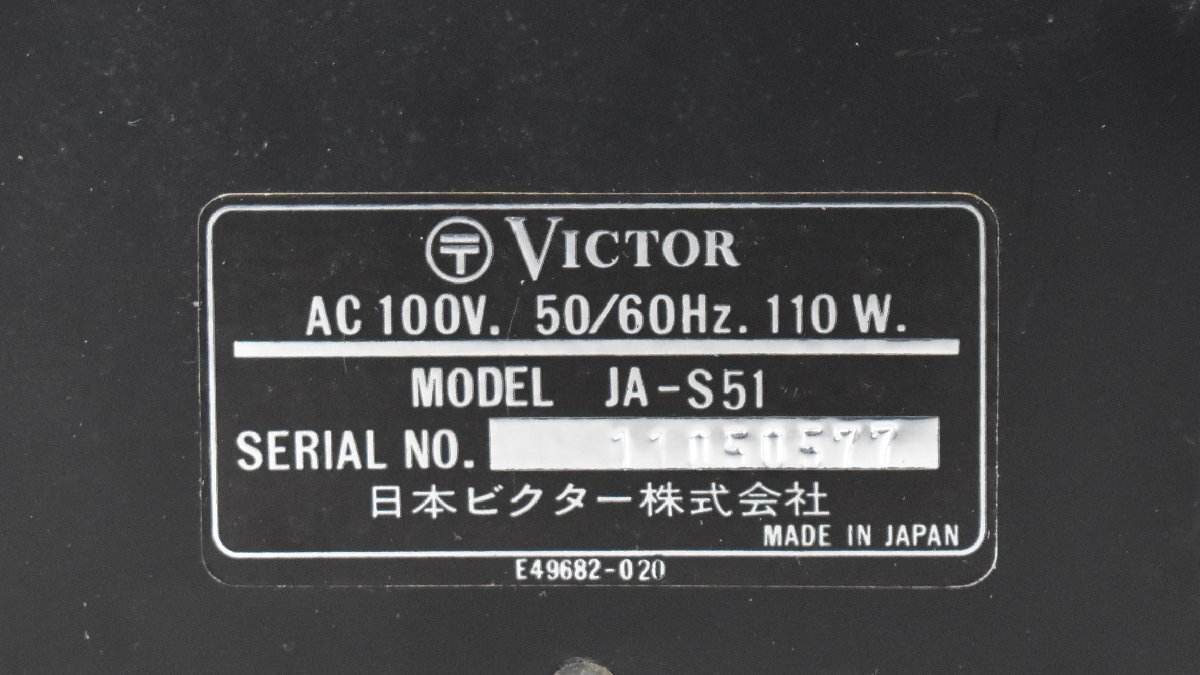 〒 VICTOR
AC 100V. 50/60Hz. 110 W.
MODEL JA-S51
SERIAL NO. 11050577
日本ビクター株式会社
MADE IN JAPAN
E49682-020